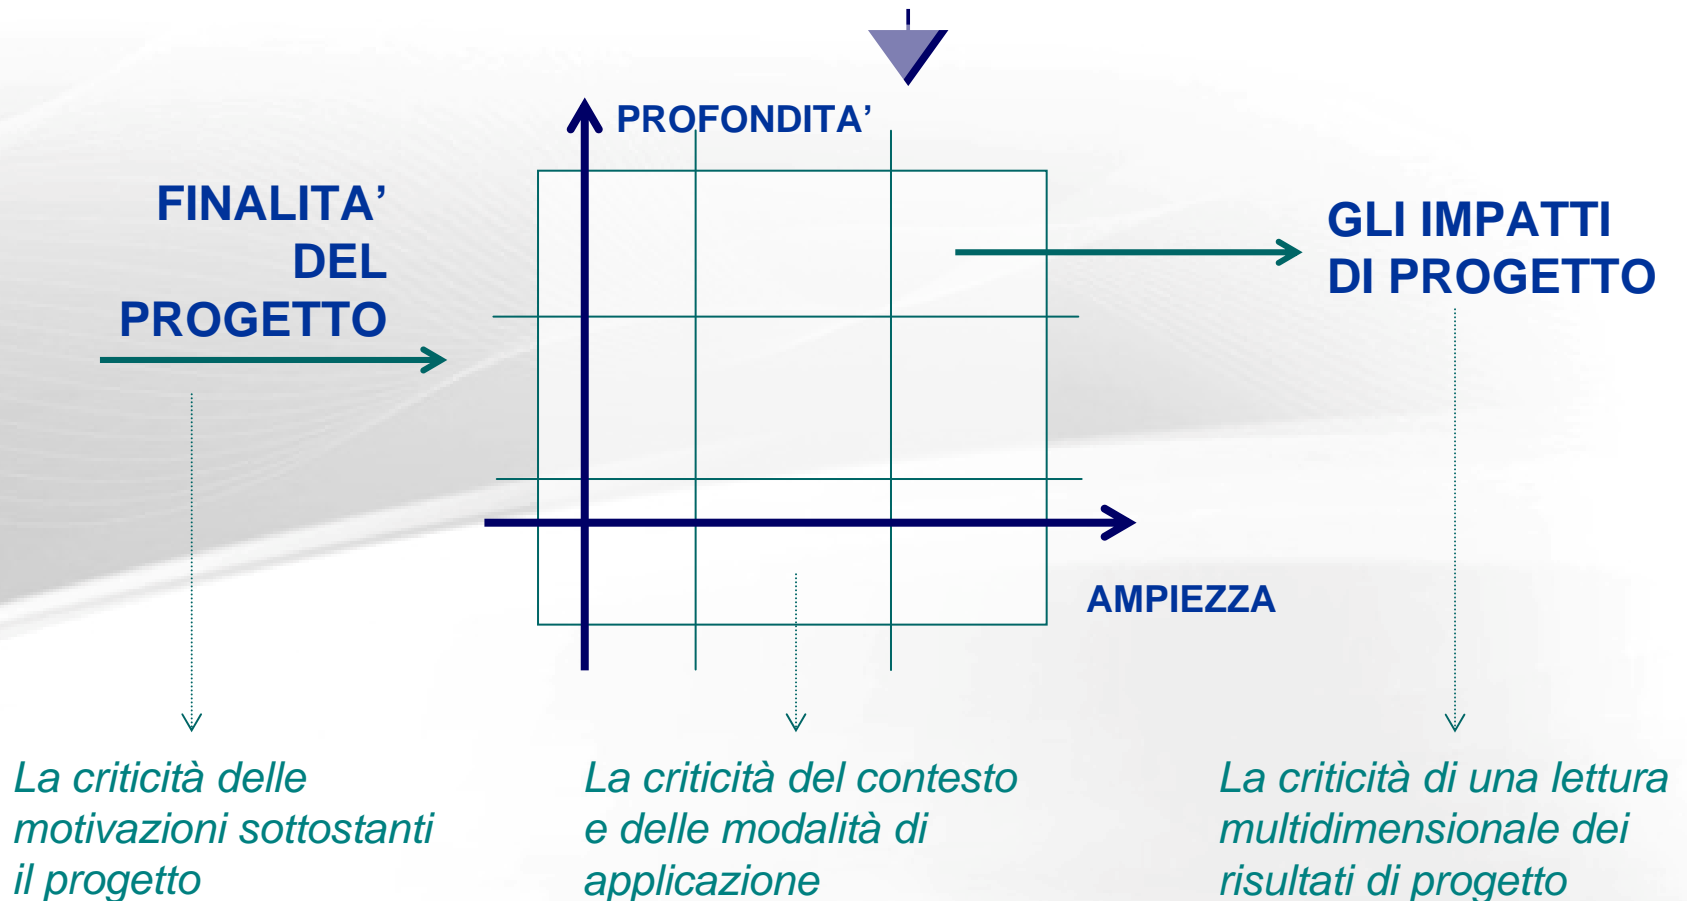 PROFONDITA’
FINALITA’
DEL
PROGETTO
GLI IMPATTI
DI PROGETTO
AMPIEZZA
La criticità delle
motivazioni sottostanti
il progetto
La criticità del contesto
e delle modalità di
applicazione
La criticità di una lettura
multidimensionale dei
risultati di progetto